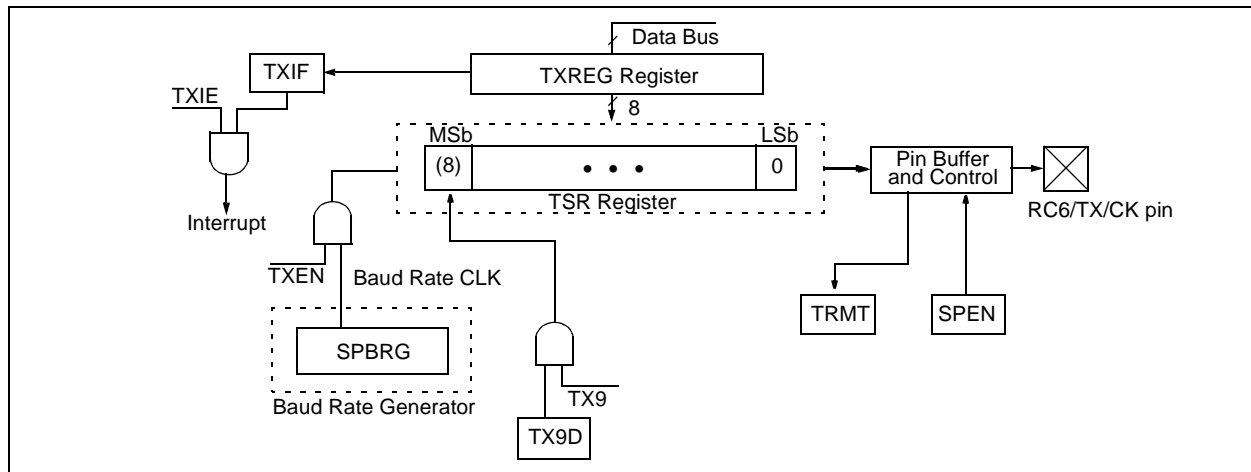 Data Bus
TXIF
TXREG Register
TXIE
8
MSb
LSb
(8)
• • •
0
Pin Buffer
and Control
TSR Register
Interrupt
RC6/TX/CK pin
TXEN
Baud Rate CLK
TRMT
SPEN
SPBRG
TX9
Baud Rate Generator
TX9D